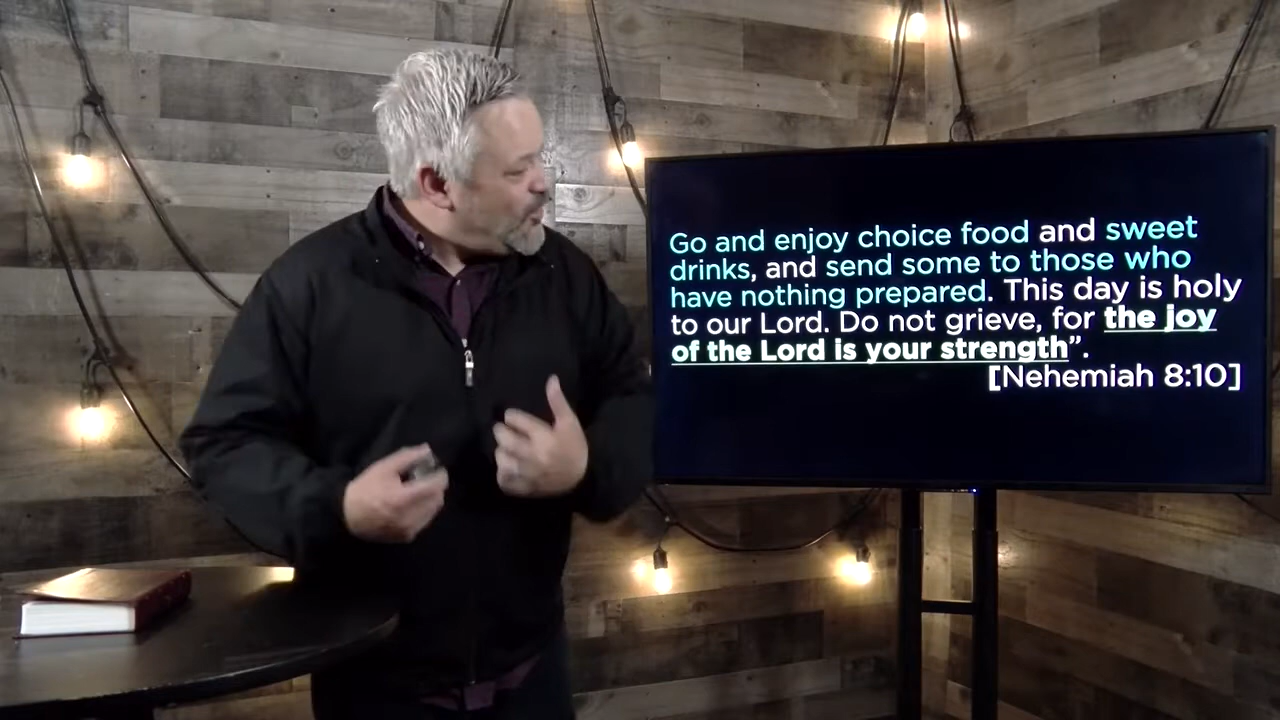 Go and enjoy choice food and sweet
drinks, and send some to those who
have nothing prepared. This day is holy
to our Lord. Do not grieve, for the joy
of the Lord is your strength”.
[Nehemiah 8:10]